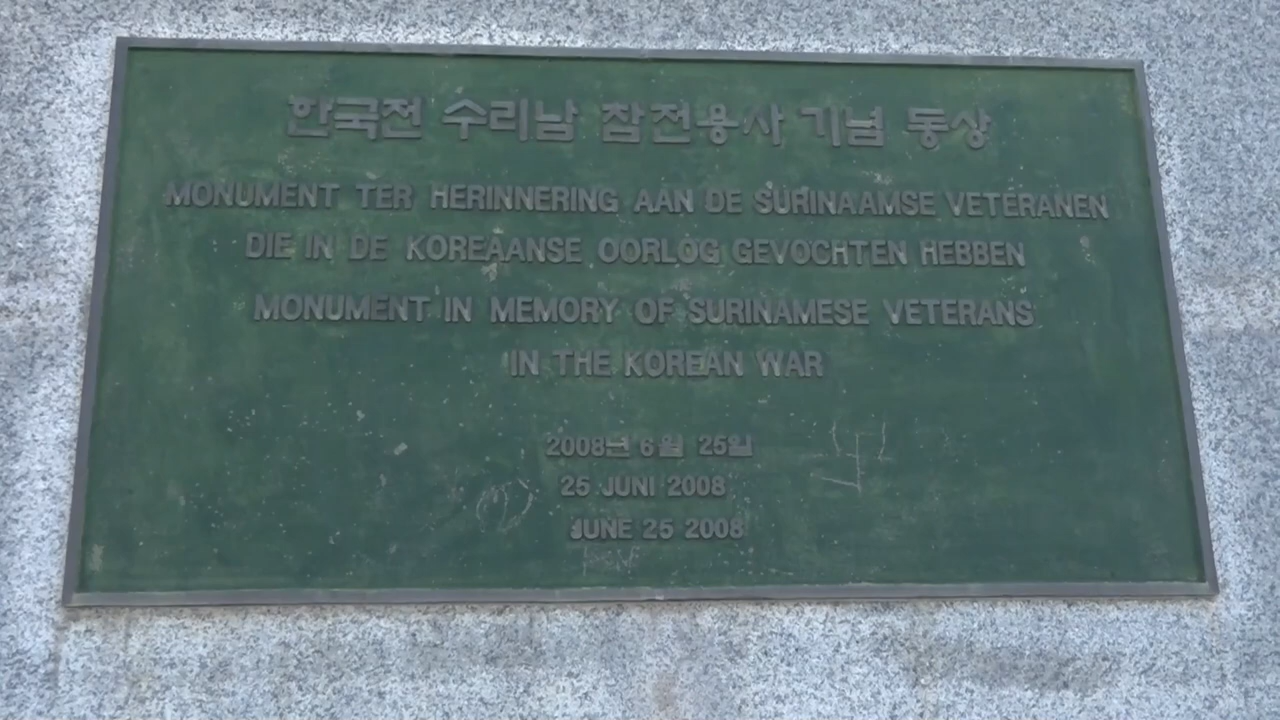 한국전 수리남 참전용사 기념 동상
MONUMENT TER HERINNERING AAN DE SURINAAMSE VETERANEN
DIE IN DE KOREAANSE OORLOG GEVOCHTEN HEBBEN
MONUMENT IN MEMORY OF SURINAMESE VETERANS
IN THE KOREAN WAR
2008년 6월 25일
25 JUNI 2008
JUNE 25 2008